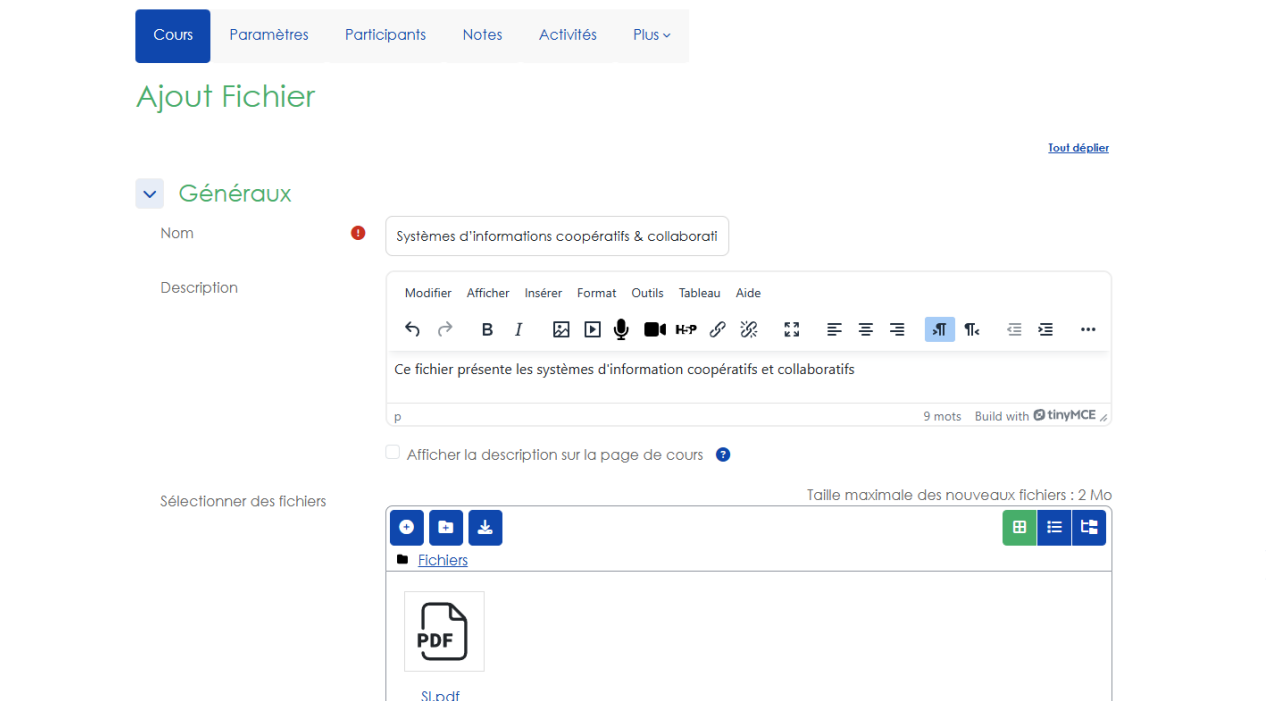 Cours Paramètres Participants Notes Activités Plus
Ajout Fichier
Tout déplier
Généraux
Nom
Systèmes d'informations coopératifs & collaborati
Description
Modifier Afficher Insérer Format Outils Tableau Aide
B I H5P
Ce fichier présente les systèmes d'information coopératifs et collaboratifs
p 9 mots Build with tinyMCE
Afficher la description sur la page de cours
Sélectionner des fichiers
Taille maximale des nouveaux fichiers : 2 Mo
Fichiers
PDF
SI.pdf